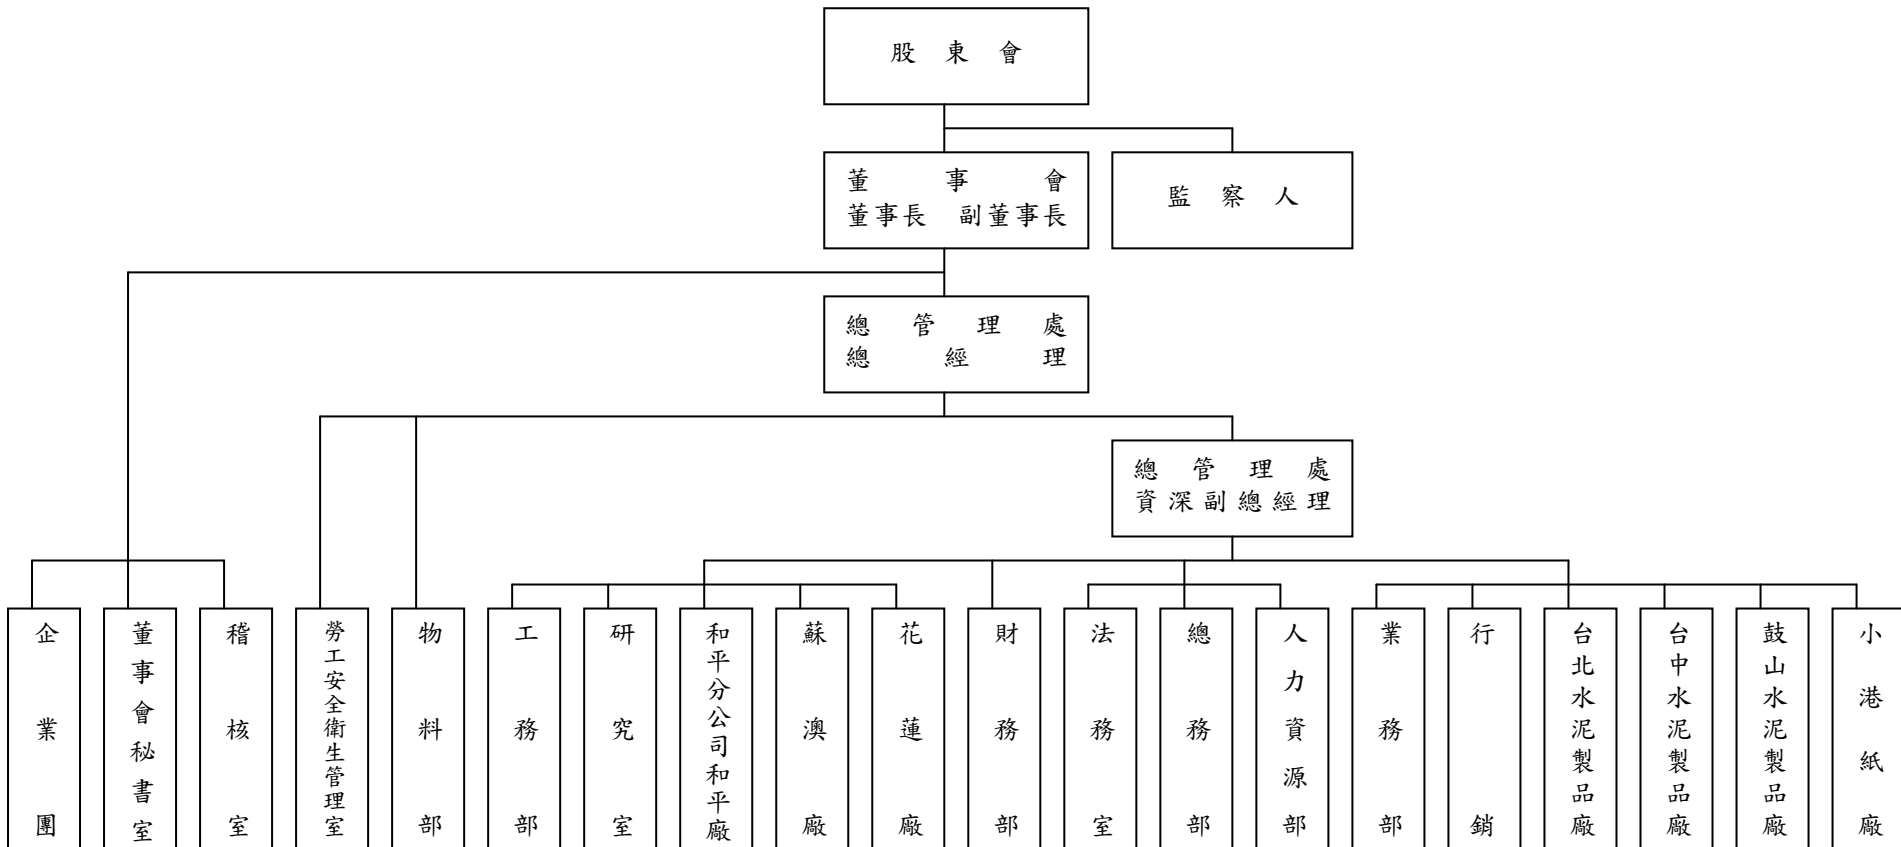 股東會
董事會
董事長 副董事長
監察人
總管理處
總經理
總管理處
資深副總經理
企業團
董事會秘書室
稽核室
勞工安全衛生管理室
物料部
工務部
研究室
和平分公司和平廠
蘇澳廠
花蓮廠
財務部
法務室
總務部
人力資源部
業務部
行銷
台北水泥製品廠
台中水泥製品廠
鼓山水泥製品廠
小港紙廠